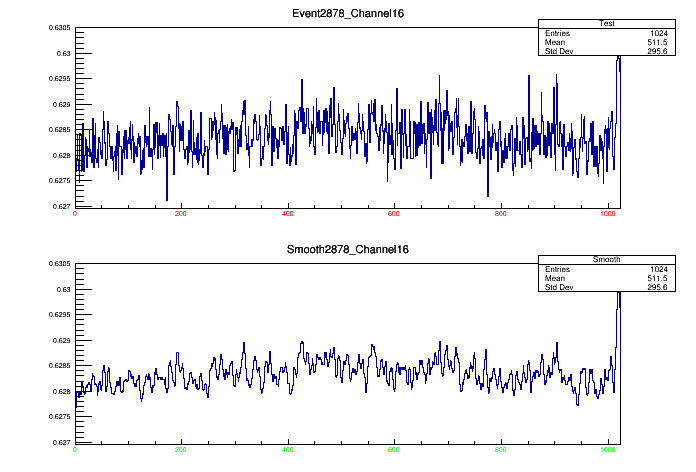 Event2878_Channel16
Test
Entries 1024
Mean 511.5
Std Dev 295.6
0.6305
0.63
0.6295
0.629
0.6285
0.628
0.6275
0.627
0 200 400 600 800 1000
Smooth2878_Channel16
Smooth
Entries 1024
Mean 511.5
Std Dev 295.6
0.6305
0.63
0.6295
0.629
0.6285
0.628
0.6275
0.627
0 200 400 600 800 1000